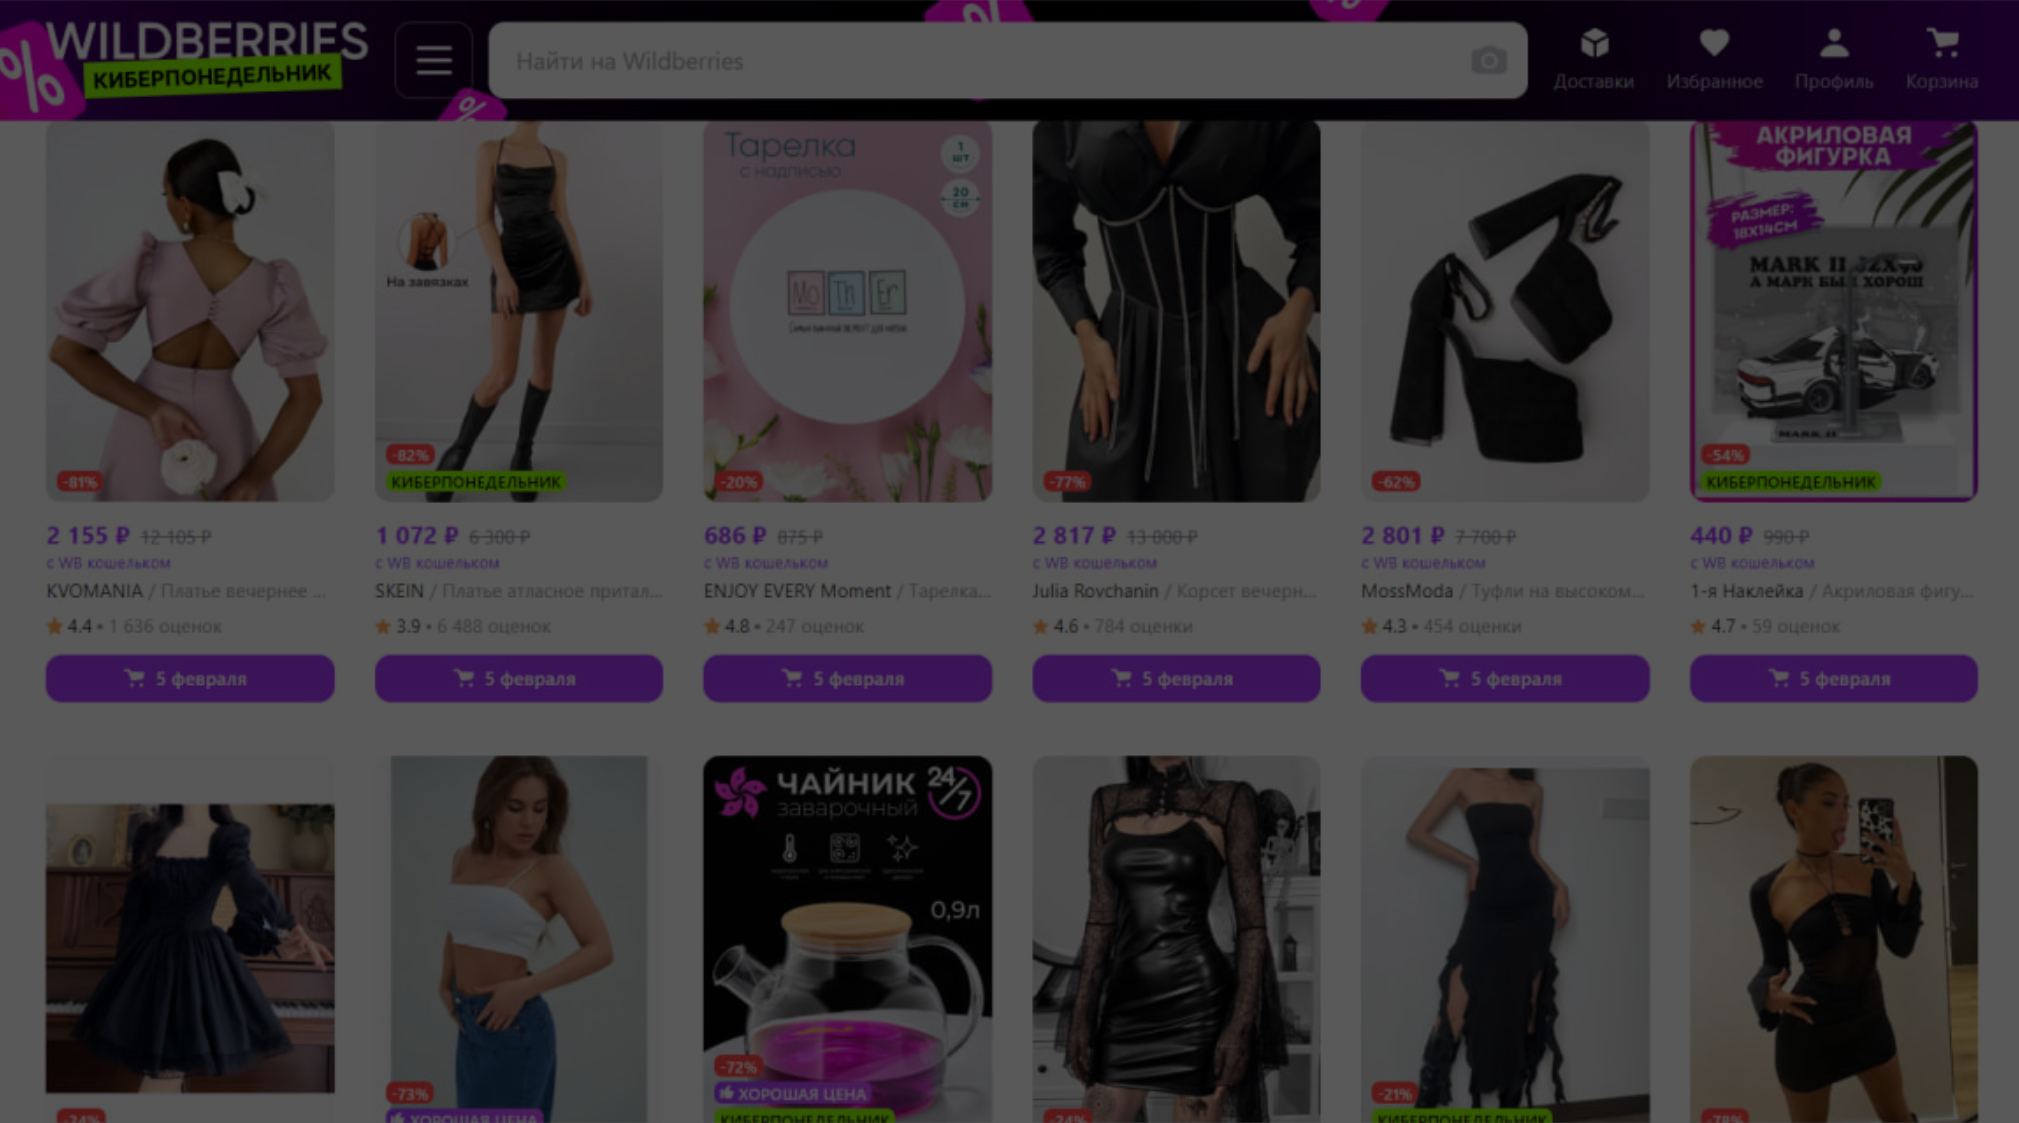 WILDBERRIES
КИБЕРПОНЕДЕЛЬНИК
Найти на Wildberries
Доставки
Избранное
Профиль
Корзина
%
%
%
-81%
2 155 ₽ 12 105 ₽
с WB кошельком
KVOMANIA / Платье вечернее ...
4.4 • 1 636 оценок
5 февраля
На завязках
-82%
КИБЕРПОНЕДЕЛЬНИК
1 072 ₽ 6 300 ₽
с WB кошельком
SKEIN / Платье атласное притал...
3.9 • 6 488 оценок
5 февраля
Тарелка
с надписью
1
ШТ
20
СМ
Mo Th Er
-20%
686 ₽ 875 ₽
с WB кошельком
ENJOY EVERY Moment / Тарелка...
4.8 • 247 оценок
5 февраля
-77%
2 817 ₽ 13 000 ₽
с WB кошельком
Julia Rovchanin / Корсет вечерн...
4.6 • 784 оценки
5 февраля
-62%
2 801 ₽ 7 700 ₽
с WB кошельком
MossModa / Туфли на высоком...
4.3 • 454 оценки
5 февраля
АКРИЛОВАЯ
ФИГУРКА
РАЗМЕР:
18X14СМ
MARK II
А МАРК БЫЛ ХОРОШ
MARK II
-54%
КИБЕРПОНЕДЕЛЬНИК
440 ₽ 990 ₽
с WB кошельком
1-я Наклейка / Акриловая фигу...
4.7 • 59 оценок
5 февраля
-24%
-73%
ХОРОШАЯ ЦЕНА
ЧАЙНИК
заварочный
24/7
0,9л
-72%
ХОРОШАЯ ЦЕНА
КИБЕРПОНЕДЕЛЬНИК
-24%
-21%
КИБЕРПОНЕДЕЛЬНИК
-78%